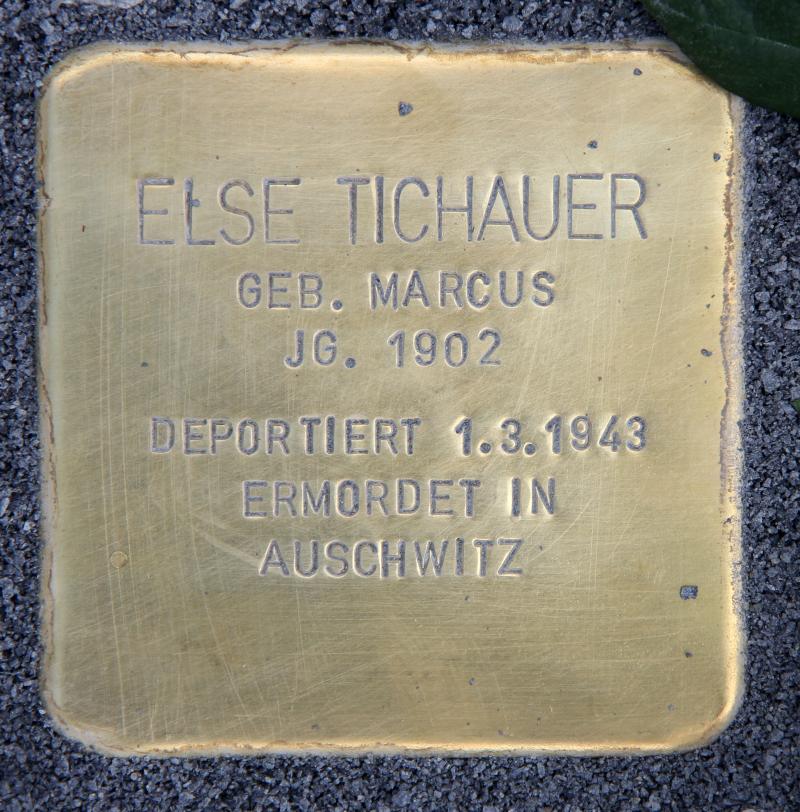 ELSE TICHAUER
GEB. MARCUS
JG. 1902
DEPORTIERT 1.3.1943
ERMORDET IN
AUSCHWITZ